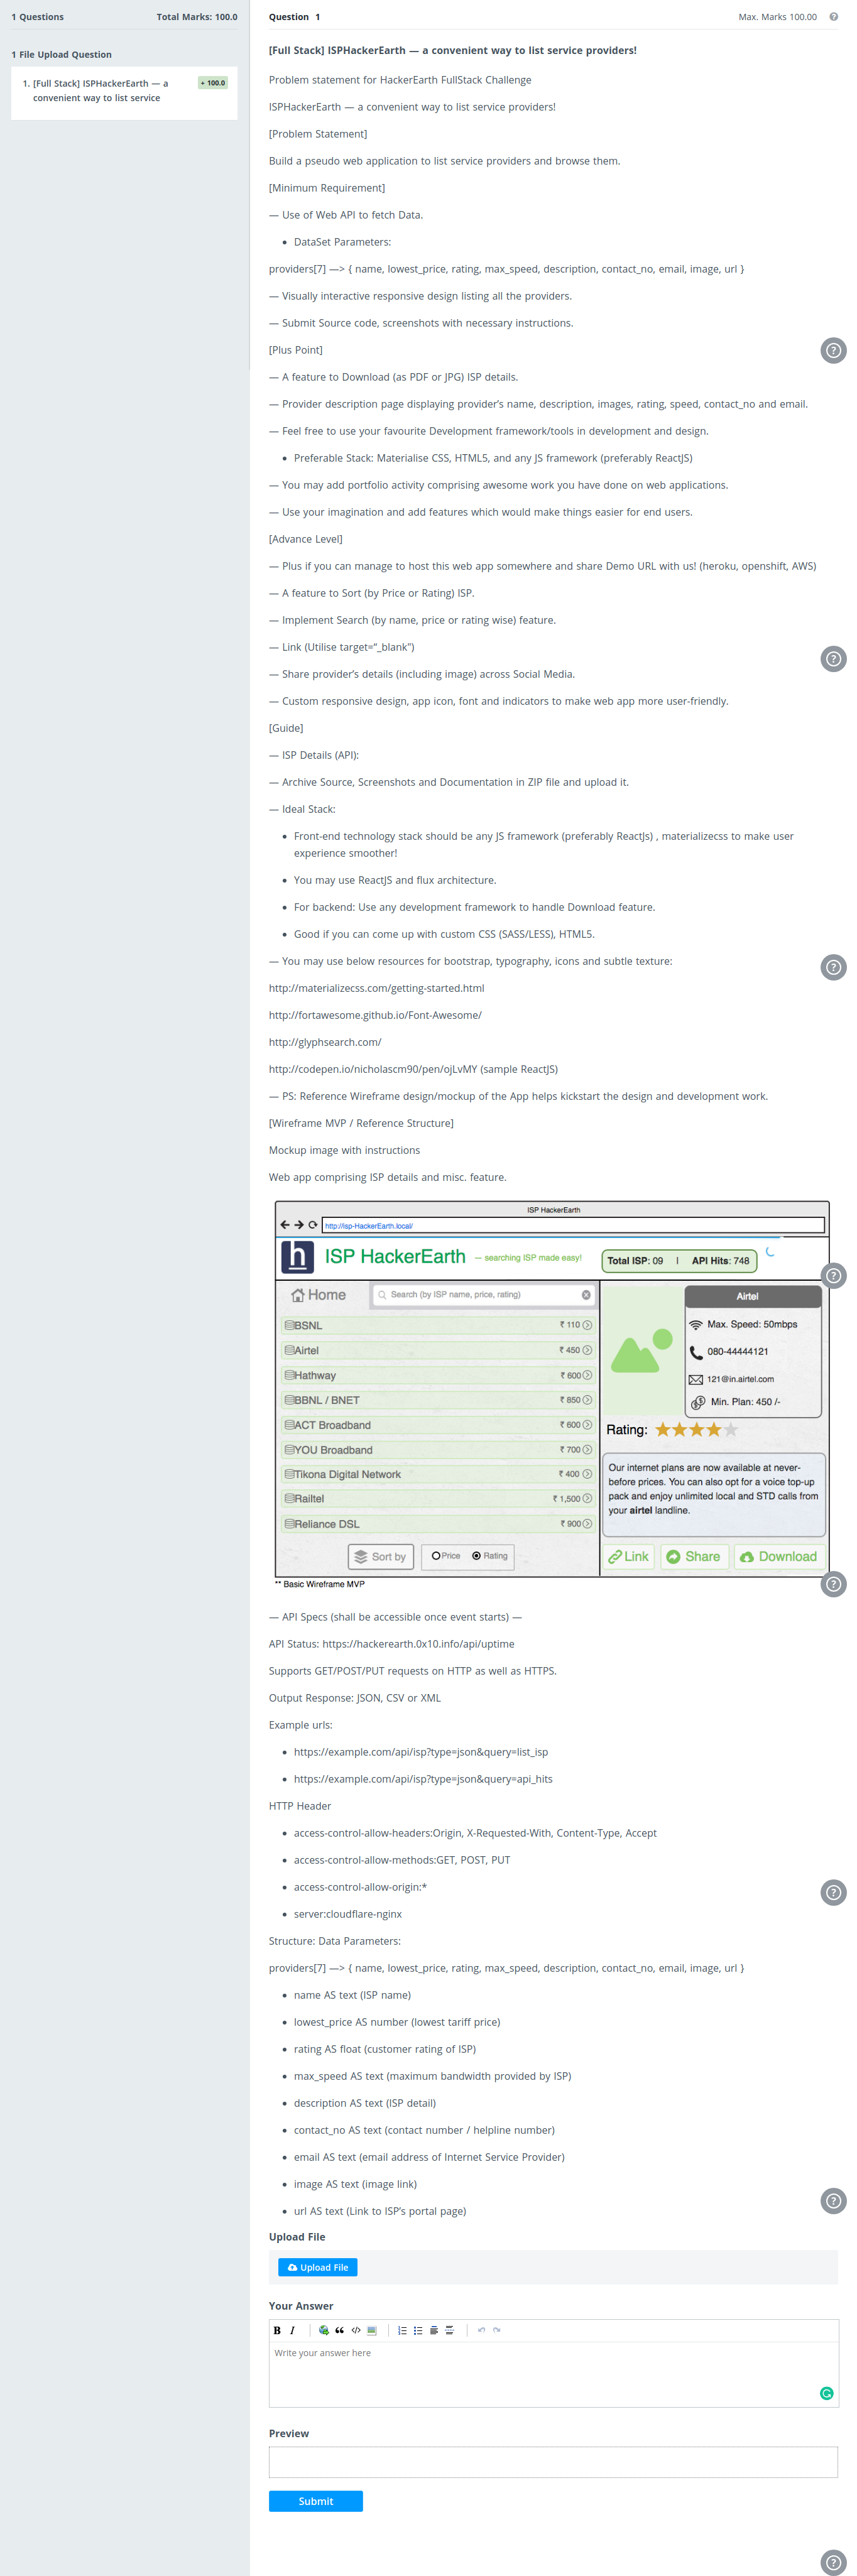 1 Questions
Total Marks: 100.0
1 File Upload Question
1. [Full Stack] ISPHackerEarth — a
convenient way to list service
+ 100.0
Question 1
Max. Marks 100.00
[Full Stack] ISPHackerEarth — a convenient way to list service providers!
Problem statement for HackerEarth FullStack Challenge
ISPHackerEarth — a convenient way to list service providers!
[Problem Statement]
Build a pseudo web application to list service providers and browse them.
[Minimum Requirement]
— Use of Web API to fetch Data.
• DataSet Parameters:
providers[7] —> { name, lowest_price, rating, max_speed, description, contact_no, email, image, url }
— Visually interactive responsive design listing all the providers.
— Submit Source code, screenshots with necessary instructions.
[Plus Point]
— A feature to Download (as PDF or JPG) ISP details.
— Provider description page displaying provider's name, description, images, rating, speed, contact_no and email.
— Feel free to use your favourite Development framework/tools in development and design.
• Preferable Stack: Materialise CSS, HTML5, and any JS framework (preferably ReactJS)
— You may add portfolio activity comprising awesome work you have done on web applications.
— Use your imagination and add features which would make things easier for end users.
[Advance Level]
— Plus if you can manage to host this web app somewhere and share Demo URL with us! (heroku, openshift, AWS)
— A feature to Sort (by Price or Rating) ISP.
— Implement Search (by name, price or rating wise) feature.
— Link (Utilise target="_blank")
— Share provider's details (including image) across Social Media.
— Custom responsive design, app icon, font and indicators to make web app more user-friendly.
[Guide]
— ISP Details (API):
— Archive Source, Screenshots and Documentation in ZIP file and upload it.
— Ideal Stack:
• Front-end technology stack should be any JS framework (preferably ReactJs) , materializecss to make user
experience smoother!
• You may use ReactJS and flux architecture.
• For backend: Use any development framework to handle Download feature.
• Good if you can come up with custom CSS (SASS/LESS), HTML5.
— You may use below resources for bootstrap, typography, icons and subtle texture:
http://materializecss.com/getting-started.html
http://fortawesome.github.io/Font-Awesome/
http://glyphsearch.com/
http://codepen.io/nicholascm90/pen/ojLvMY (sample ReactJS)
— PS: Reference Wireframe design/mockup of the App helps kickstart the design and development work.
[Wireframe MVP / Reference Structure]
Mockup image with instructions
Web app comprising ISP details and misc. feature.
ISP HackerEarth
http://isp-HackerEarth.local/
h ISP HackerEarth — searching ISP made easy!
Total ISP: 09 | API Hits: 748
Home
Search (by ISP name, price, rating)
BSNL ₹ 110
Airtel ₹ 450
Hathway ₹ 600
BBNL / BNET ₹ 850
ACT Broadband ₹ 600
YOU Broadband ₹ 700
Tikona Digital Network ₹ 400
Railtel ₹ 1,500
Reliance DSL ₹ 900
Sort by
Price Rating
Airtel
Max. Speed: 50mbps
080-44444121
121@in.airtel.com
Min. Plan: 450 /-
Rating:
Our internet plans are now available at never-
before prices. You can also opt for a voice top-up
pack and enjoy unlimited local and STD calls from
your airtel landline.
Link Share Download
** Basic Wireframe MVP
— API Specs (shall be accessible once event starts) —
API Status: https://hackerearth.0x10.info/api/uptime
Supports GET/POST/PUT requests on HTTP as well as HTTPS.
Output Response: JSON, CSV or XML
Example urls:
• https://example.com/api/isp?type=json&query=list_isp
• https://example.com/api/isp?type=json&query=api_hits
HTTP Header
• access-control-allow-headers:Origin, X-Requested-With, Content-Type, Accept
• access-control-allow-methods:GET, POST, PUT
• access-control-allow-origin:*
• server:cloudflare-nginx
Structure: Data Parameters:
providers[7] —> { name, lowest_price, rating, max_speed, description, contact_no, email, image, url }
• name AS text (ISP name)
• lowest_price AS number (lowest tariff price)
• rating AS float (customer rating of ISP)
• max_speed AS text (maximum bandwidth provided by ISP)
• description AS text (ISP detail)
• contact_no AS text (contact number / helpline number)
• email AS text (email address of Internet Service Provider)
• image AS text (image link)
• url AS text (Link to ISP's portal page)
Upload File
Upload File
Your Answer
B I
Write your answer here
Preview
Submit